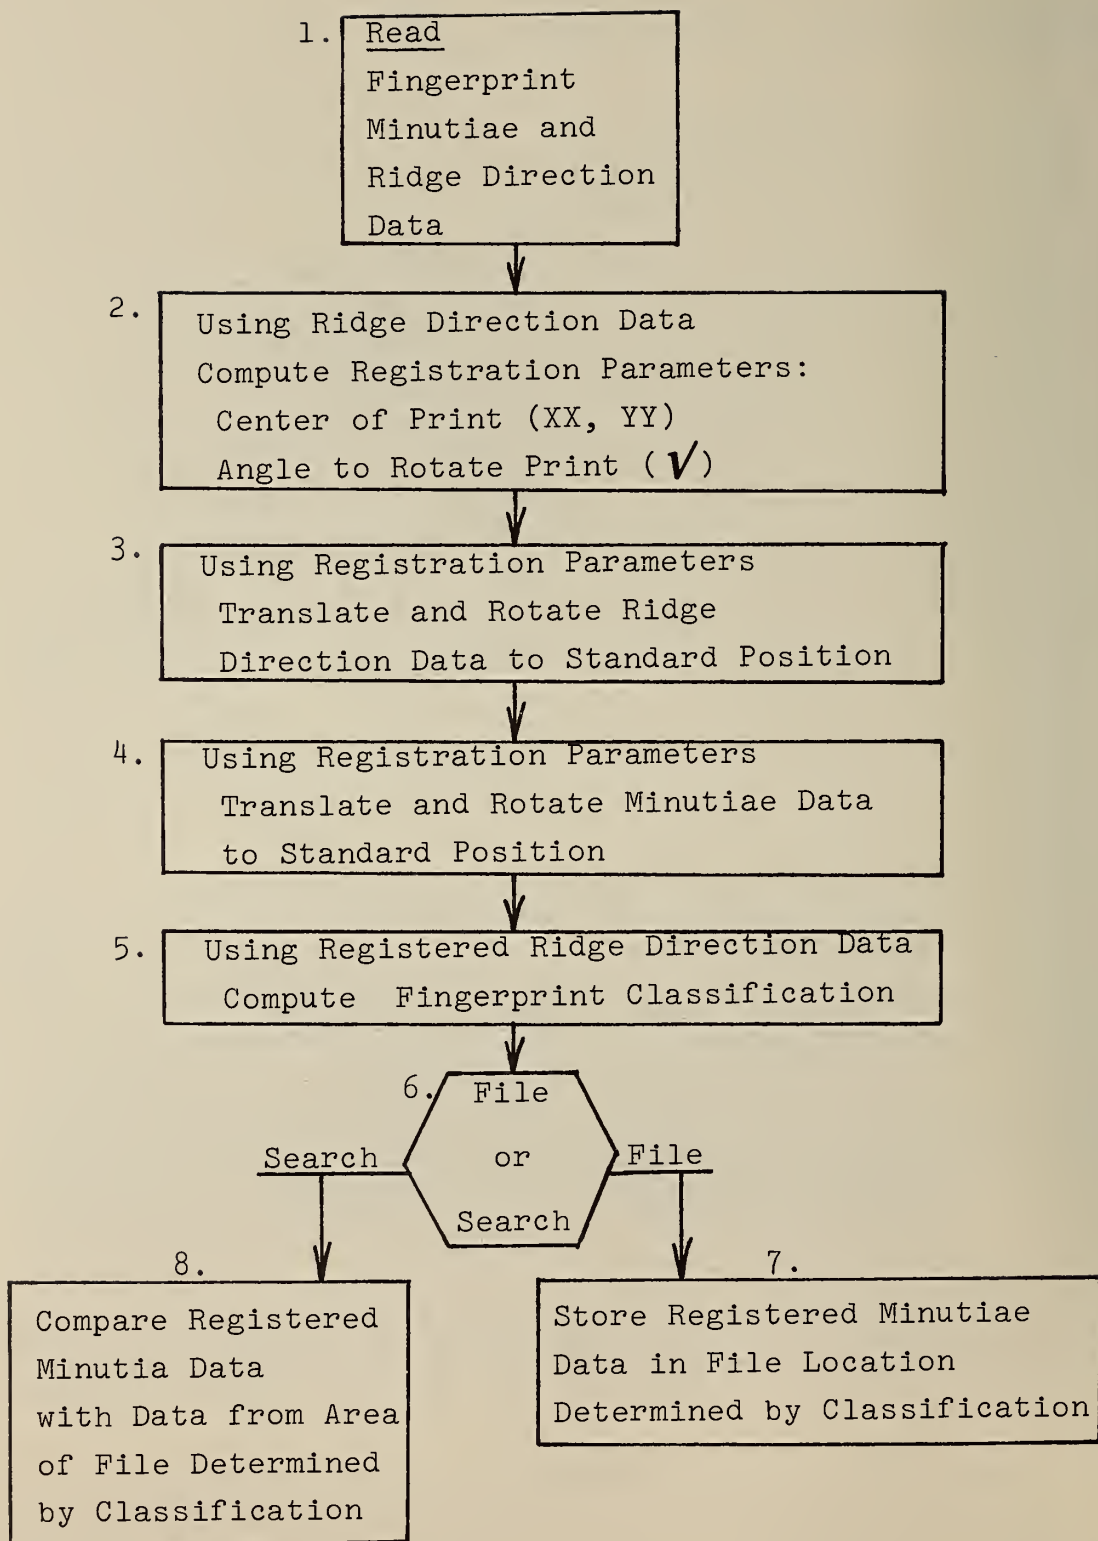 1. Read
Fingerprint
Minutiae and
Ridge Direction
Data
2. Using Ridge Direction Data
Compute Registration Parameters:
Center of Print (XX, YY)
Angle to Rotate Print (V)
3. Using Registration Parameters
Translate and Rotate Ridge
Direction Data to Standard Position
4. Using Registration Parameters
Translate and Rotate Minutiae Data
to Standard Position
5. Using Registered Ridge Direction Data
Compute Fingerprint Classification
6. File
or
Search
Search
File
8.
Compare Registered
Minutia Data
with Data from Area
of File Determined
by Classification
7.
Store Registered Minutiae
Data in File Location
Determined by Classification